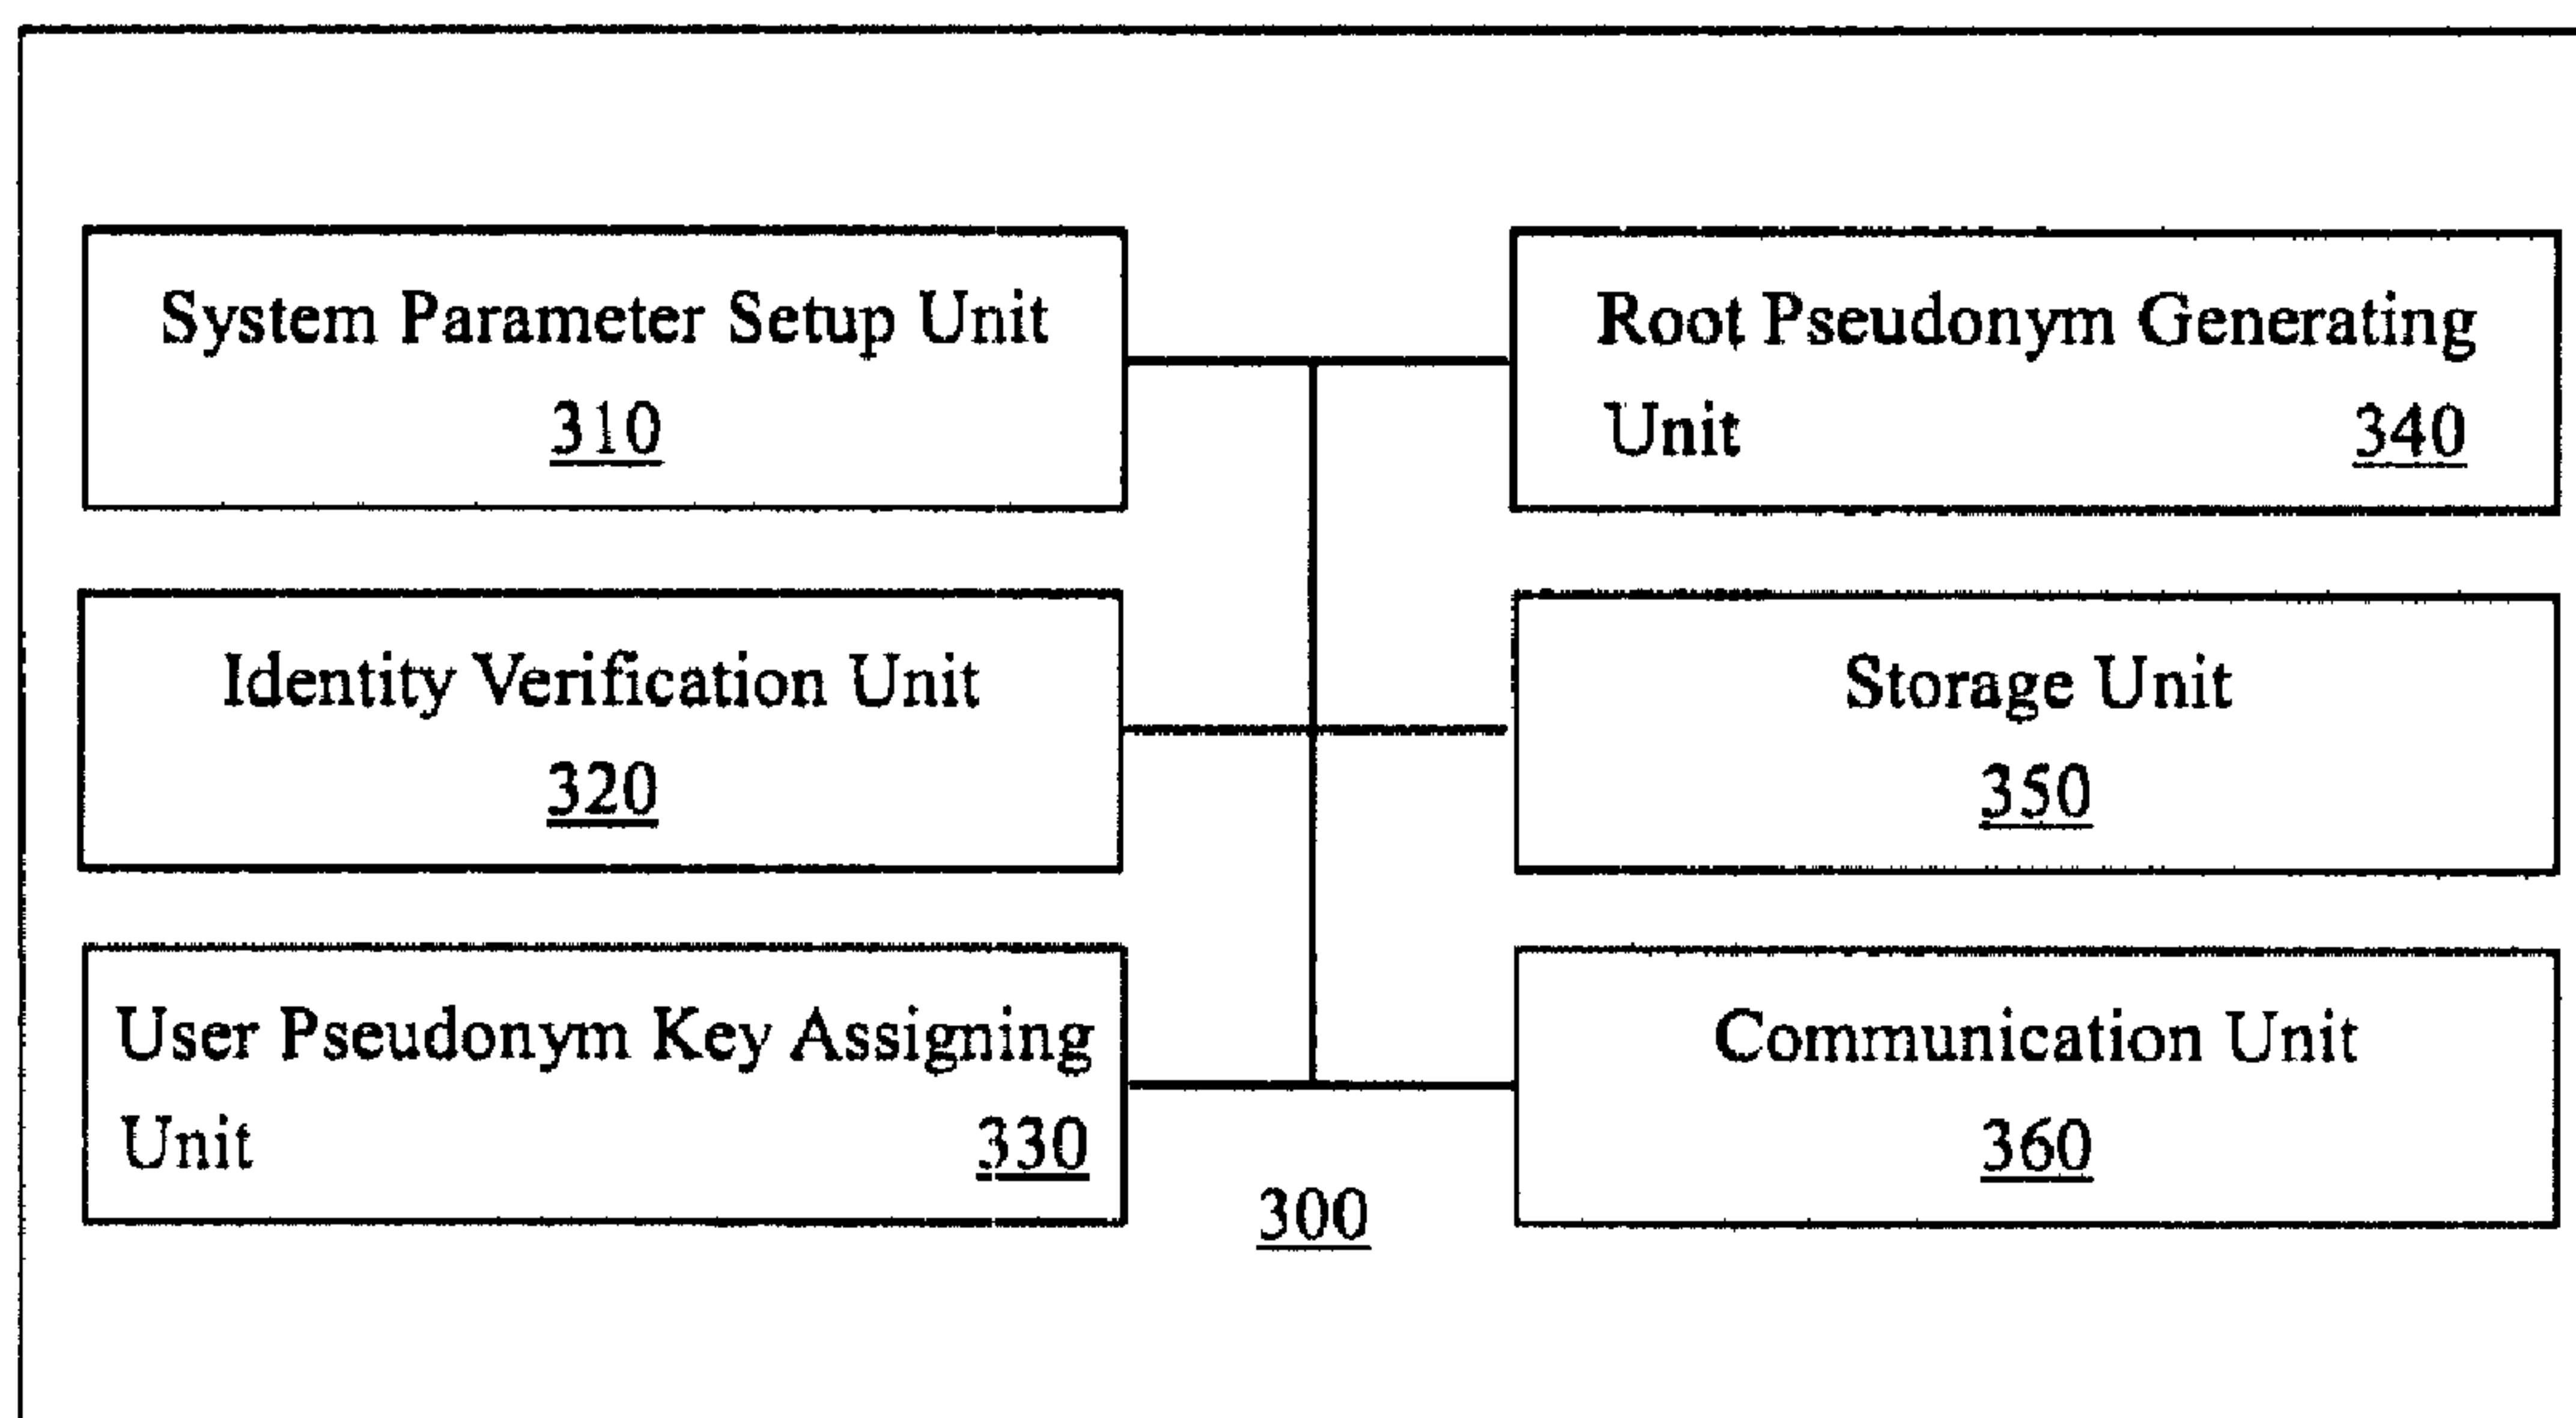 System Parameter Setup Unit
310
Root Pseudonym Generating
Unit 340
Identity Verification Unit
320
Storage Unit
350
User Pseudonym Key Assigning
Unit 330
Communication Unit
360
300